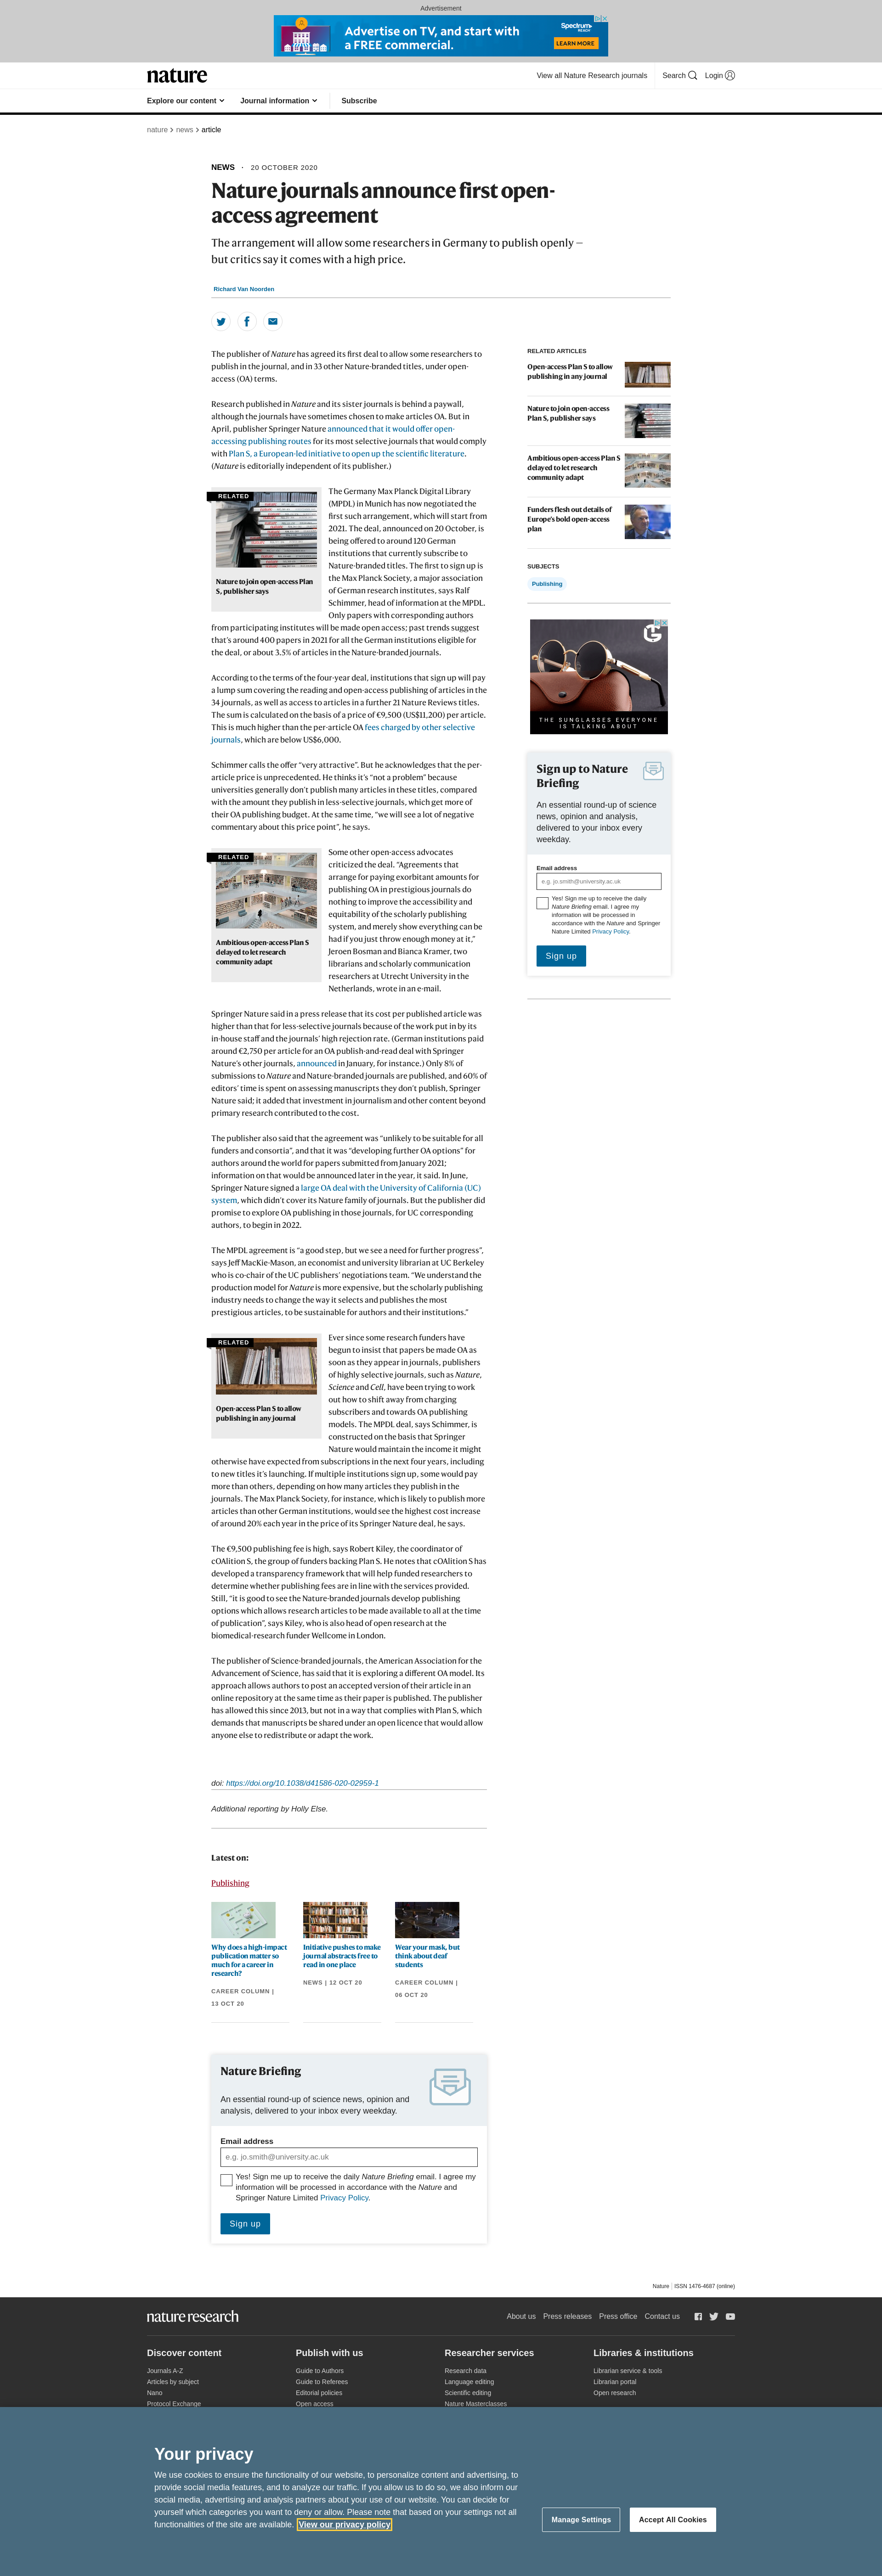 Advertisement
Advertise on TV, and start with
a FREE commercial.
Spectrum
REACH
LEARN MORE
nature
View all Nature Research journals
Search
Login
Explore our content
Journal information
Subscribe
nature > news > article
NEWS · 20 OCTOBER 2020
Nature journals announce first open-
access agreement
The arrangement will allow some researchers in Germany to publish openly –
but critics say it comes with a high price.
Richard Van Noorden
The publisher of Nature has agreed its first deal to allow some researchers to
publish in the journal, and in 33 other Nature-branded titles, under open-
access (OA) terms.
Research published in Nature and its sister journals is behind a paywall,
although the journals have sometimes chosen to make articles OA. But in
April, publisher Springer Nature announced that it would offer open-
accessing publishing routes for its most selective journals that would comply
with Plan S, a European-led initiative to open up the scientific literature.
(Nature is editorially independent of its publisher.)
RELATED
Nature to join open-access Plan
S, publisher says
The Germany Max Planck Digital Library
(MPDL) in Munich has now negotiated the
first such arrangement, which will start from
2021. The deal, announced on 20 October, is
being offered to around 120 German
institutions that currently subscribe to
Nature-branded titles. The first to sign up is
the Max Planck Society, a major association
of German research institutes, says Ralf
Schimmer, head of information at the MPDL.
Only papers with corresponding authors
from participating institutes will be made open access; past trends suggest
that's around 400 papers in 2021 for all the German institutions eligible for
the deal, or about 3.5% of articles in the Nature-branded journals.
According to the terms of the four-year deal, institutions that sign up will pay
a lump sum covering the reading and open-access publishing of articles in the
34 journals, as well as access to articles in a further 21 Nature Reviews titles.
The sum is calculated on the basis of a price of €9,500 (US$11,200) per article.
This is much higher than the per-article OA fees charged by other selective
journals, which are below US$6,000.
Schimmer calls the offer “very attractive”. But he acknowledges that the per-
article price is unprecedented. He thinks it's “not a problem” because
universities generally don't publish many articles in these titles, compared
with the amount they publish in less-selective journals, which get more of
their OA publishing budget. At the same time, “we will see a lot of negative
commentary about this price point”, he says.
RELATED
Ambitious open-access Plan S
delayed to let research
community adapt
Some other open-access advocates
criticized the deal. “Agreements that
arrange for paying exorbitant amounts for
publishing OA in prestigious journals do
nothing to improve the accessibility and
equitability of the scholarly publishing
system, very much screaming everything can be
had if you just throw enough money at it,”
Jeroen Bosman and Bianca Kramer, two
librarians and scholarly communication
researchers at Utrecht University in the
Netherlands, wrote in an e-mail.
Springer Nature said in a press release that its cost per published article was
higher than that for less-selective journals because of the work put in by its
in-house staff and the journals' high rejection rate. (German institutions paid
around €2,750 per article for an OA publish-and-read deal with Springer
Nature's other journals, announced in January, for instance.) Only 8% of
submissions to Nature and Nature-branded journals are published, and 60% of
editors' time is spent on assessing manuscripts they don't publish, Springer
Nature said; it added that investment in journalism and other content beyond
primary research contributed to the cost.
The publisher also said that the agreement was “unlikely to be suitable for all
funders and consortia”, and that it was “developing further OA options” for
authors around the world for papers submitted from January 2021;
information on that would be announced later in the year, it said. In June,
Springer Nature signed a large OA deal with the University of California (UC)
system, which didn't cover its Nature family of journals. But the publisher did
promise to explore OA publishing in those journals, for UC corresponding
authors, to begin in 2022.
The MPDL agreement is “a good step, but we see a need for further progress”,
says Jeff MacKie-Mason, an economist and university librarian at UC Berkeley
who is co-chair of the UC publishers' negotiations team. “We understand the
production model for Nature is more expensive, but the scholarly publishing
industry needs to change the way it selects and publishes the most
prestigious articles, to be sustainable for authors and their institutions.”
RELATED
Open-access Plan S to allow
publishing in any journal
Ever since some research funders have
begun to insist that papers be made OA as
soon as they appear in journals, publishers
of highly selective journals, such as Nature,
Science and Cell, have been trying to work
out how to shift away from charging
subscribers and towards OA publishing
models. The MPDL deal, says Schimmer, is
constructed on the basis that Springer
Nature would maintain the income it might
otherwise have expected from subscriptions in the next four years, including
to new titles it's launching. If multiple institutions sign up, some would pay
more than others, depending on how many articles they publish in the
journals. The Max Planck Society, for instance, which is likely to publish more
articles than other German institutions, would see the highest cost increase
of around 20% each year in the price of its Springer Nature deal, he says.
The €9,500 publishing fee is high, says Robert Kiley, the coordinator of
cOAlition S, the group of funders backing Plan S. He notes that cOAlition S has
developed a transparency framework that will help funded researchers to
determine whether publishing fees are in line with the services provided.
Still, “it is good to see the Nature-branded journals develop publishing
options which allows research articles to be made available to all at the time
of publication”, says Kiley, who is also head of open research at the
biomedical-research funder Wellcome in London.
The publisher of Science-branded journals, the American Association for the
Advancement of Science, has said that it is exploring a different OA model. Its
approach allows authors to post an accepted version of their article in an
online repository at the same time as their paper is published. The publisher
has allowed this since 2013, but not in a way that complies with Plan S, which
demands that manuscripts be shared under an open licence that would allow
anyone else to redistribute or adapt the work.
doi: https://doi.org/10.1038/d41586-020-02959-1
Additional reporting by Holly Else.
Latest on:
Publishing
Why does a high-impact
publication matter so
much for a career in
research?
CAREER COLUMN |
13 OCT 20
Initiative pushes to make
journal abstracts free to
read in one place
NEWS | 12 OCT 20
Wear your mask, but
think about deaf
students
CAREER COLUMN |
06 OCT 20
Nature Briefing
An essential round-up of science news, opinion and
analysis, delivered to your inbox every weekday.
Email address
e.g. jo.smith@university.ac.uk
Yes! Sign me up to receive the daily Nature Briefing email. I agree my
information will be processed in accordance with the Nature and
Springer Nature Limited Privacy Policy.
Sign up
RELATED ARTICLES
Open-access Plan S to allow
publishing in any journal
Nature to join open-access
Plan S, publisher says
Ambitious open-access Plan S
delayed to let research
community adapt
Funders flesh out details of
Europe's bold open-access
plan
SUBJECTS
Publishing
THE SUNGLASSES EVERYONE
IS TALKING ABOUT
Sign up to Nature
Briefing
An essential round-up of science
news, opinion and analysis,
delivered to your inbox every
weekday.
Email address
e.g. jo.smith@university.ac.uk
Yes! Sign me up to receive the daily
Nature Briefing email. I agree my
information will be processed in
accordance with the Nature and Springer
Nature Limited Privacy Policy.
Sign up
Nature | ISSN 1476-4687 (online)
nature research
About us
Press releases
Press office
Contact us
Discover content
Journals A-Z
Articles by subject
Nano
Protocol Exchange
Publish with us
Guide to Authors
Guide to Referees
Editorial policies
Open access
Researcher services
Research data
Language editing
Scientific editing
Nature Masterclasses
Libraries & institutions
Librarian service & tools
Librarian portal
Open research
Your privacy
We use cookies to ensure the functionality of our website, to personalize content and advertising, to
provide social media features, and to analyze our traffic. If you allow us to do so, we also inform our
social media, advertising and analysis partners about your use of our website. You can decide for
yourself which categories you want to deny or allow. Please note that based on your settings not all
functionalities of the site are available. View our privacy policy
Manage Settings
Accept All Cookies